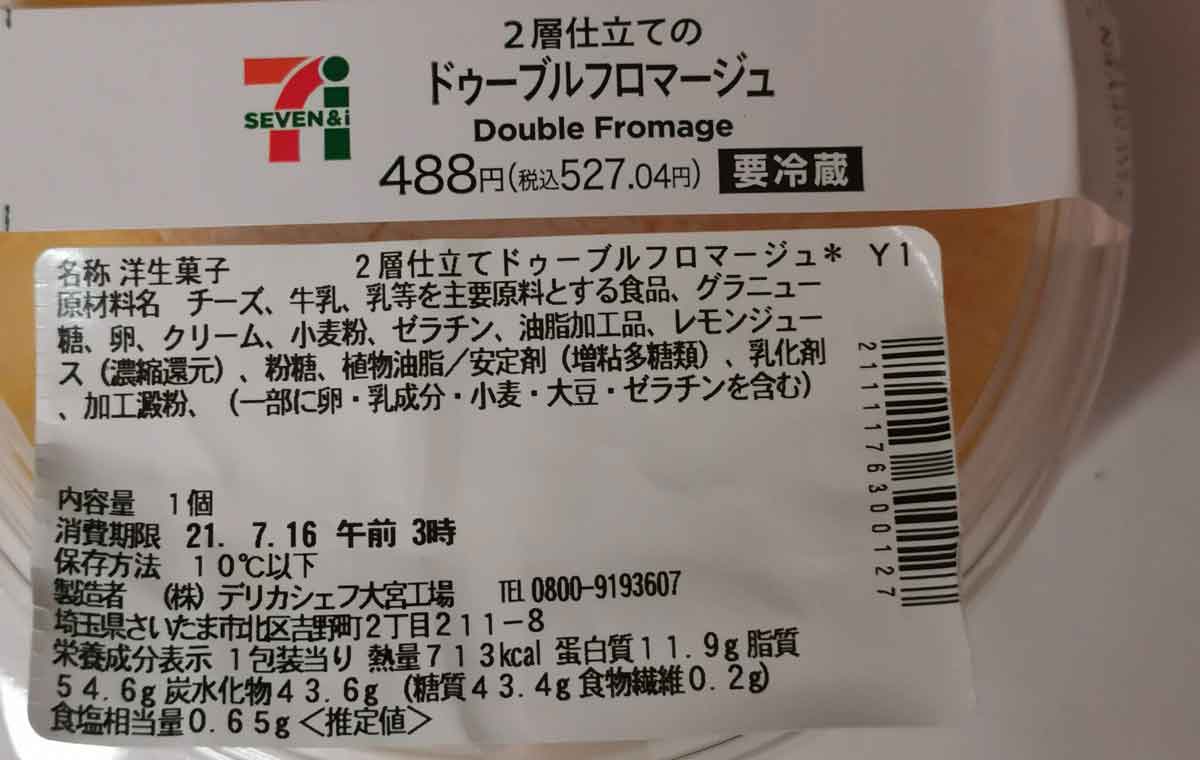 2層仕立ての
ドゥーブルフロマージュ
SEVEN&i
Double Fromage
488円(税込527.04円) 要冷蔵
名称 洋生菓子 2層仕立てドゥーブルフロマージュ* Y1
原材料名 チーズ、牛乳、乳等を主要原料とする食品、グラニュー
糖、卵、クリーム、小麦粉、ゼラチン、油脂加工品、レモンジュー
ス(濃縮還元)、粉糖、植物油脂/安定剤(増粘多糖類)、乳化剤
、加工澱粉、(一部に卵・乳成分・小麦・大豆・ゼラチンを含む)
2111176300127
内容量 1個
消費期限 21. 7.16 午前 3時
保存方法 10℃以下
製造者 (株)デリカシェフ大宮工場 TEL 0800-9193607
埼玉県さいたま市北区吉野町2丁目211-8
栄養成分表示 1包装当り 熱量713kcal 蛋白質11.9g 脂質
54.6g 炭水化物43.6g (糖質43.4g 食物繊維0.2g)
食塩相当量0.65g <推定値>